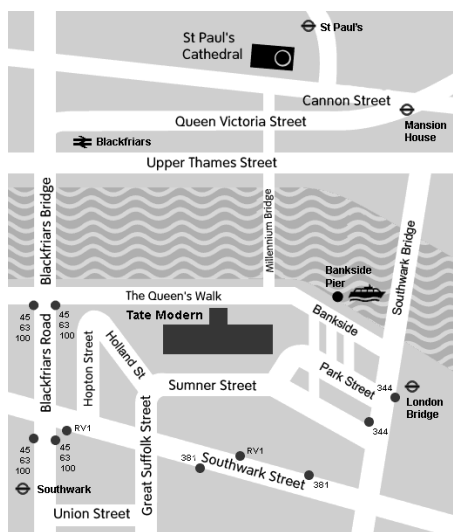 St Paul's
St Paul's
Cathedral
Cannon Street
Queen Victoria Street
Mansion
House
Blackfriars
Upper Thames Street
Blackfriars Bridge
Millennium Bridge
Southwark Bridge
Bankside
Pier
The Queen's Walk
Bankside
Tate Modern
45
63
100
45
63
100
Blackfriars Road
Hopton Street
Holland St
Sumner Street
Park Street
344
London
Bridge
344
RV1
45
63
100
45
63
100
Great Suffolk Street
381
RV1
Southwark Street
381
Southwark
Union Street